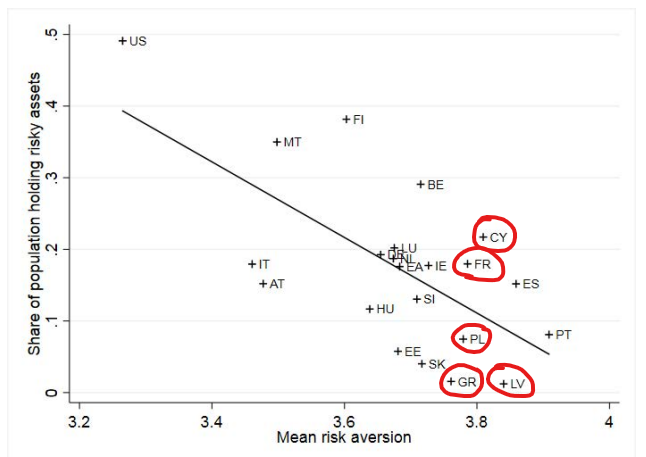 Share of population holding risky assets
.5
.4
.3
.2
.1
0
US
FI
MT
BE
CY
LU
DE
NL
EA
IE
FR
IT
AT
ES
SI
HU
PT
PL
EE
SK
GR
LV
3.2
3.4
3.6
3.8
4
Mean risk aversion